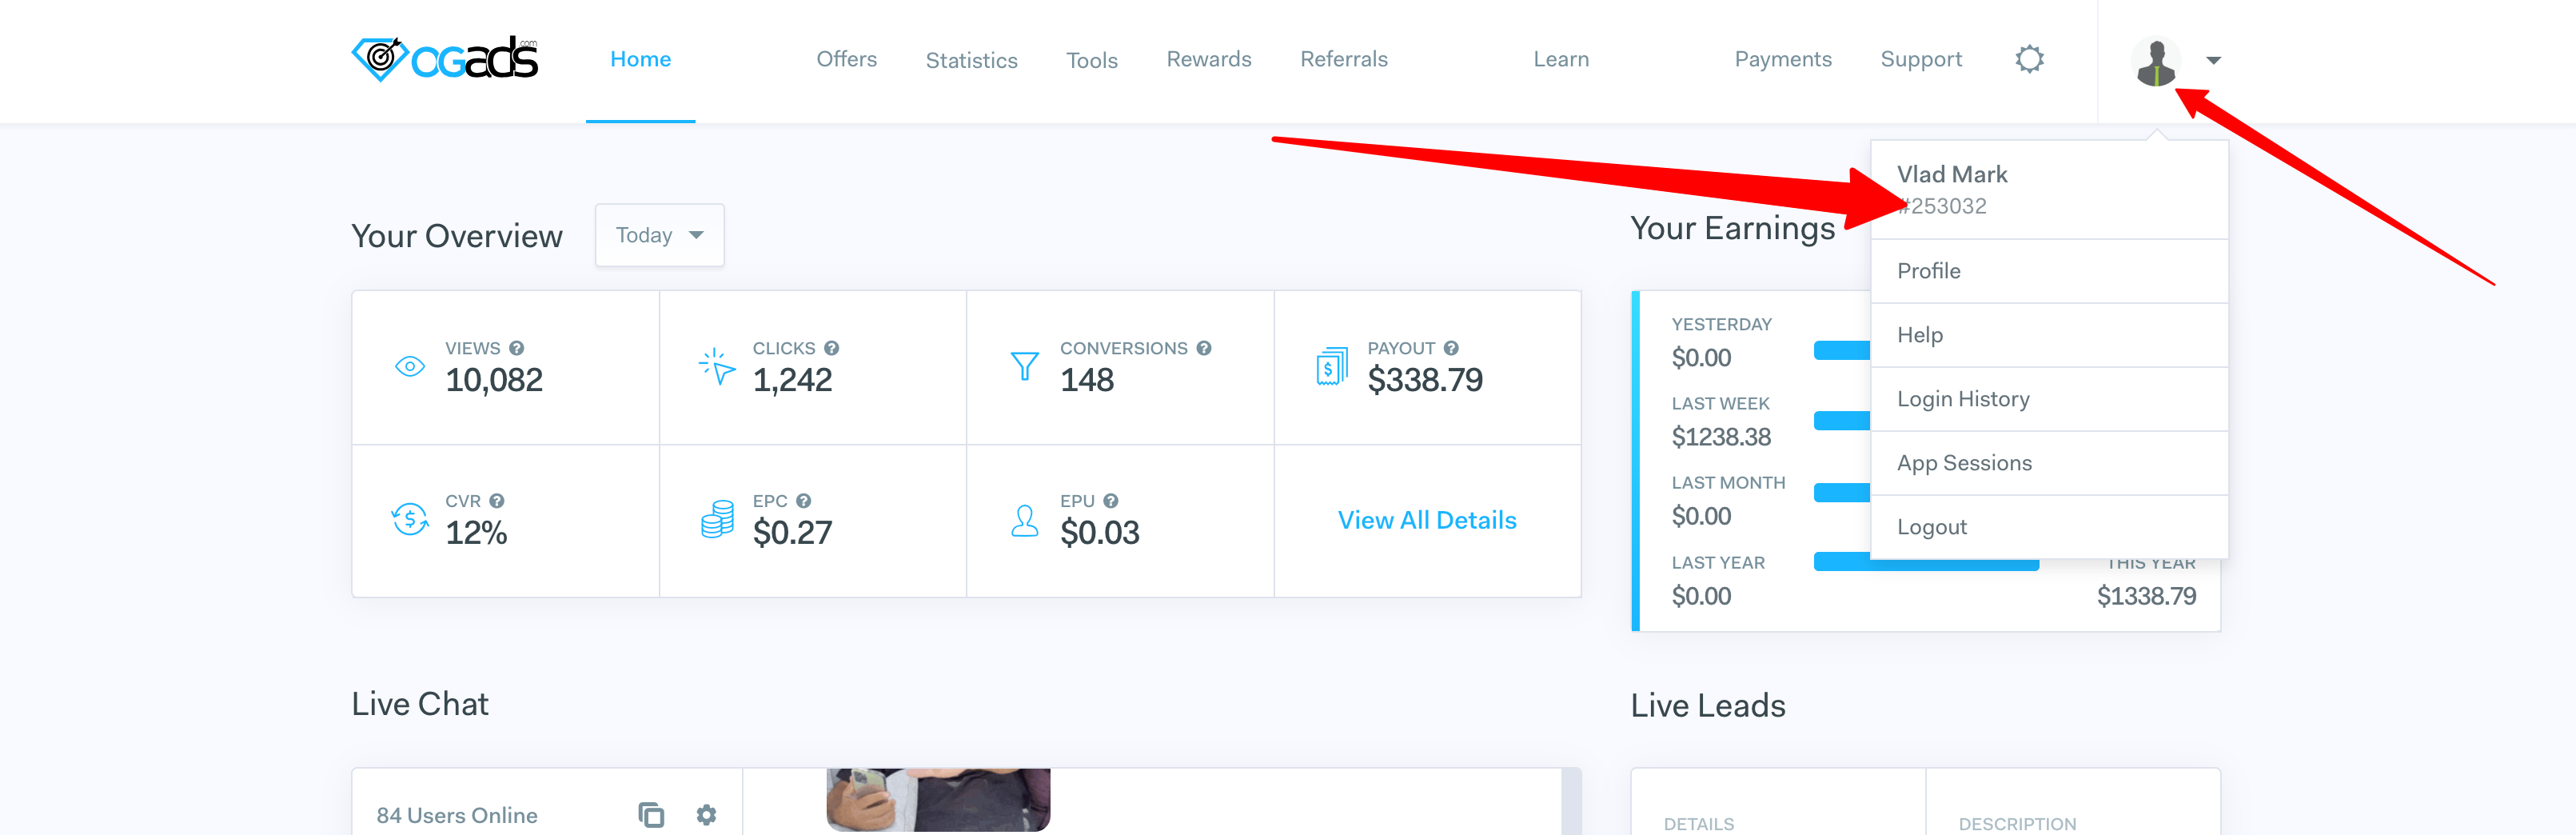 ogads
.com
Home
Offers
Statistics
Tools
Rewards
Referrals
Learn
Payments
Support
Vlad Mark
#253032
Profile
Help
Login History
App Sessions
Logout
Your Overview
Today
VIEWS
10,082
CLICKS
1,242
CONVERSIONS
148
PAYOUT
$338.79
CVR
12%
EPC
$0.27
EPU
$0.03
View All Details
Your Earnings
YESTERDAY
$0.00
LAST WEEK
$1238.38
LAST MONTH
$0.00
LAST YEAR
$0.00
THIS YEAR
$1338.79
Live Chat
84 Users Online
Live Leads
DETAILS
DESCRIPTION